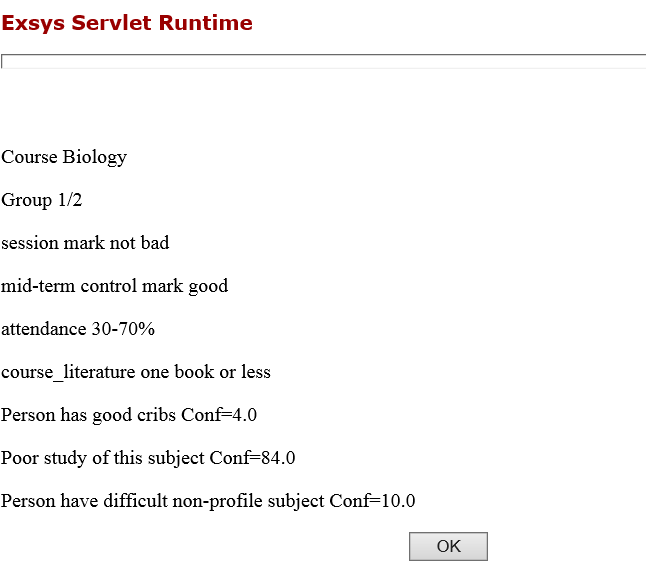 Exsys Servlet Runtime
Course Biology
Group 1/2
session mark not bad
mid-term control mark good
attendance 30-70%
course_literature one book or less
Person has good cribs Conf=4.0
Poor study of this subject Conf=84.0
Person have difficult non-profile subject Conf=10.0
OK